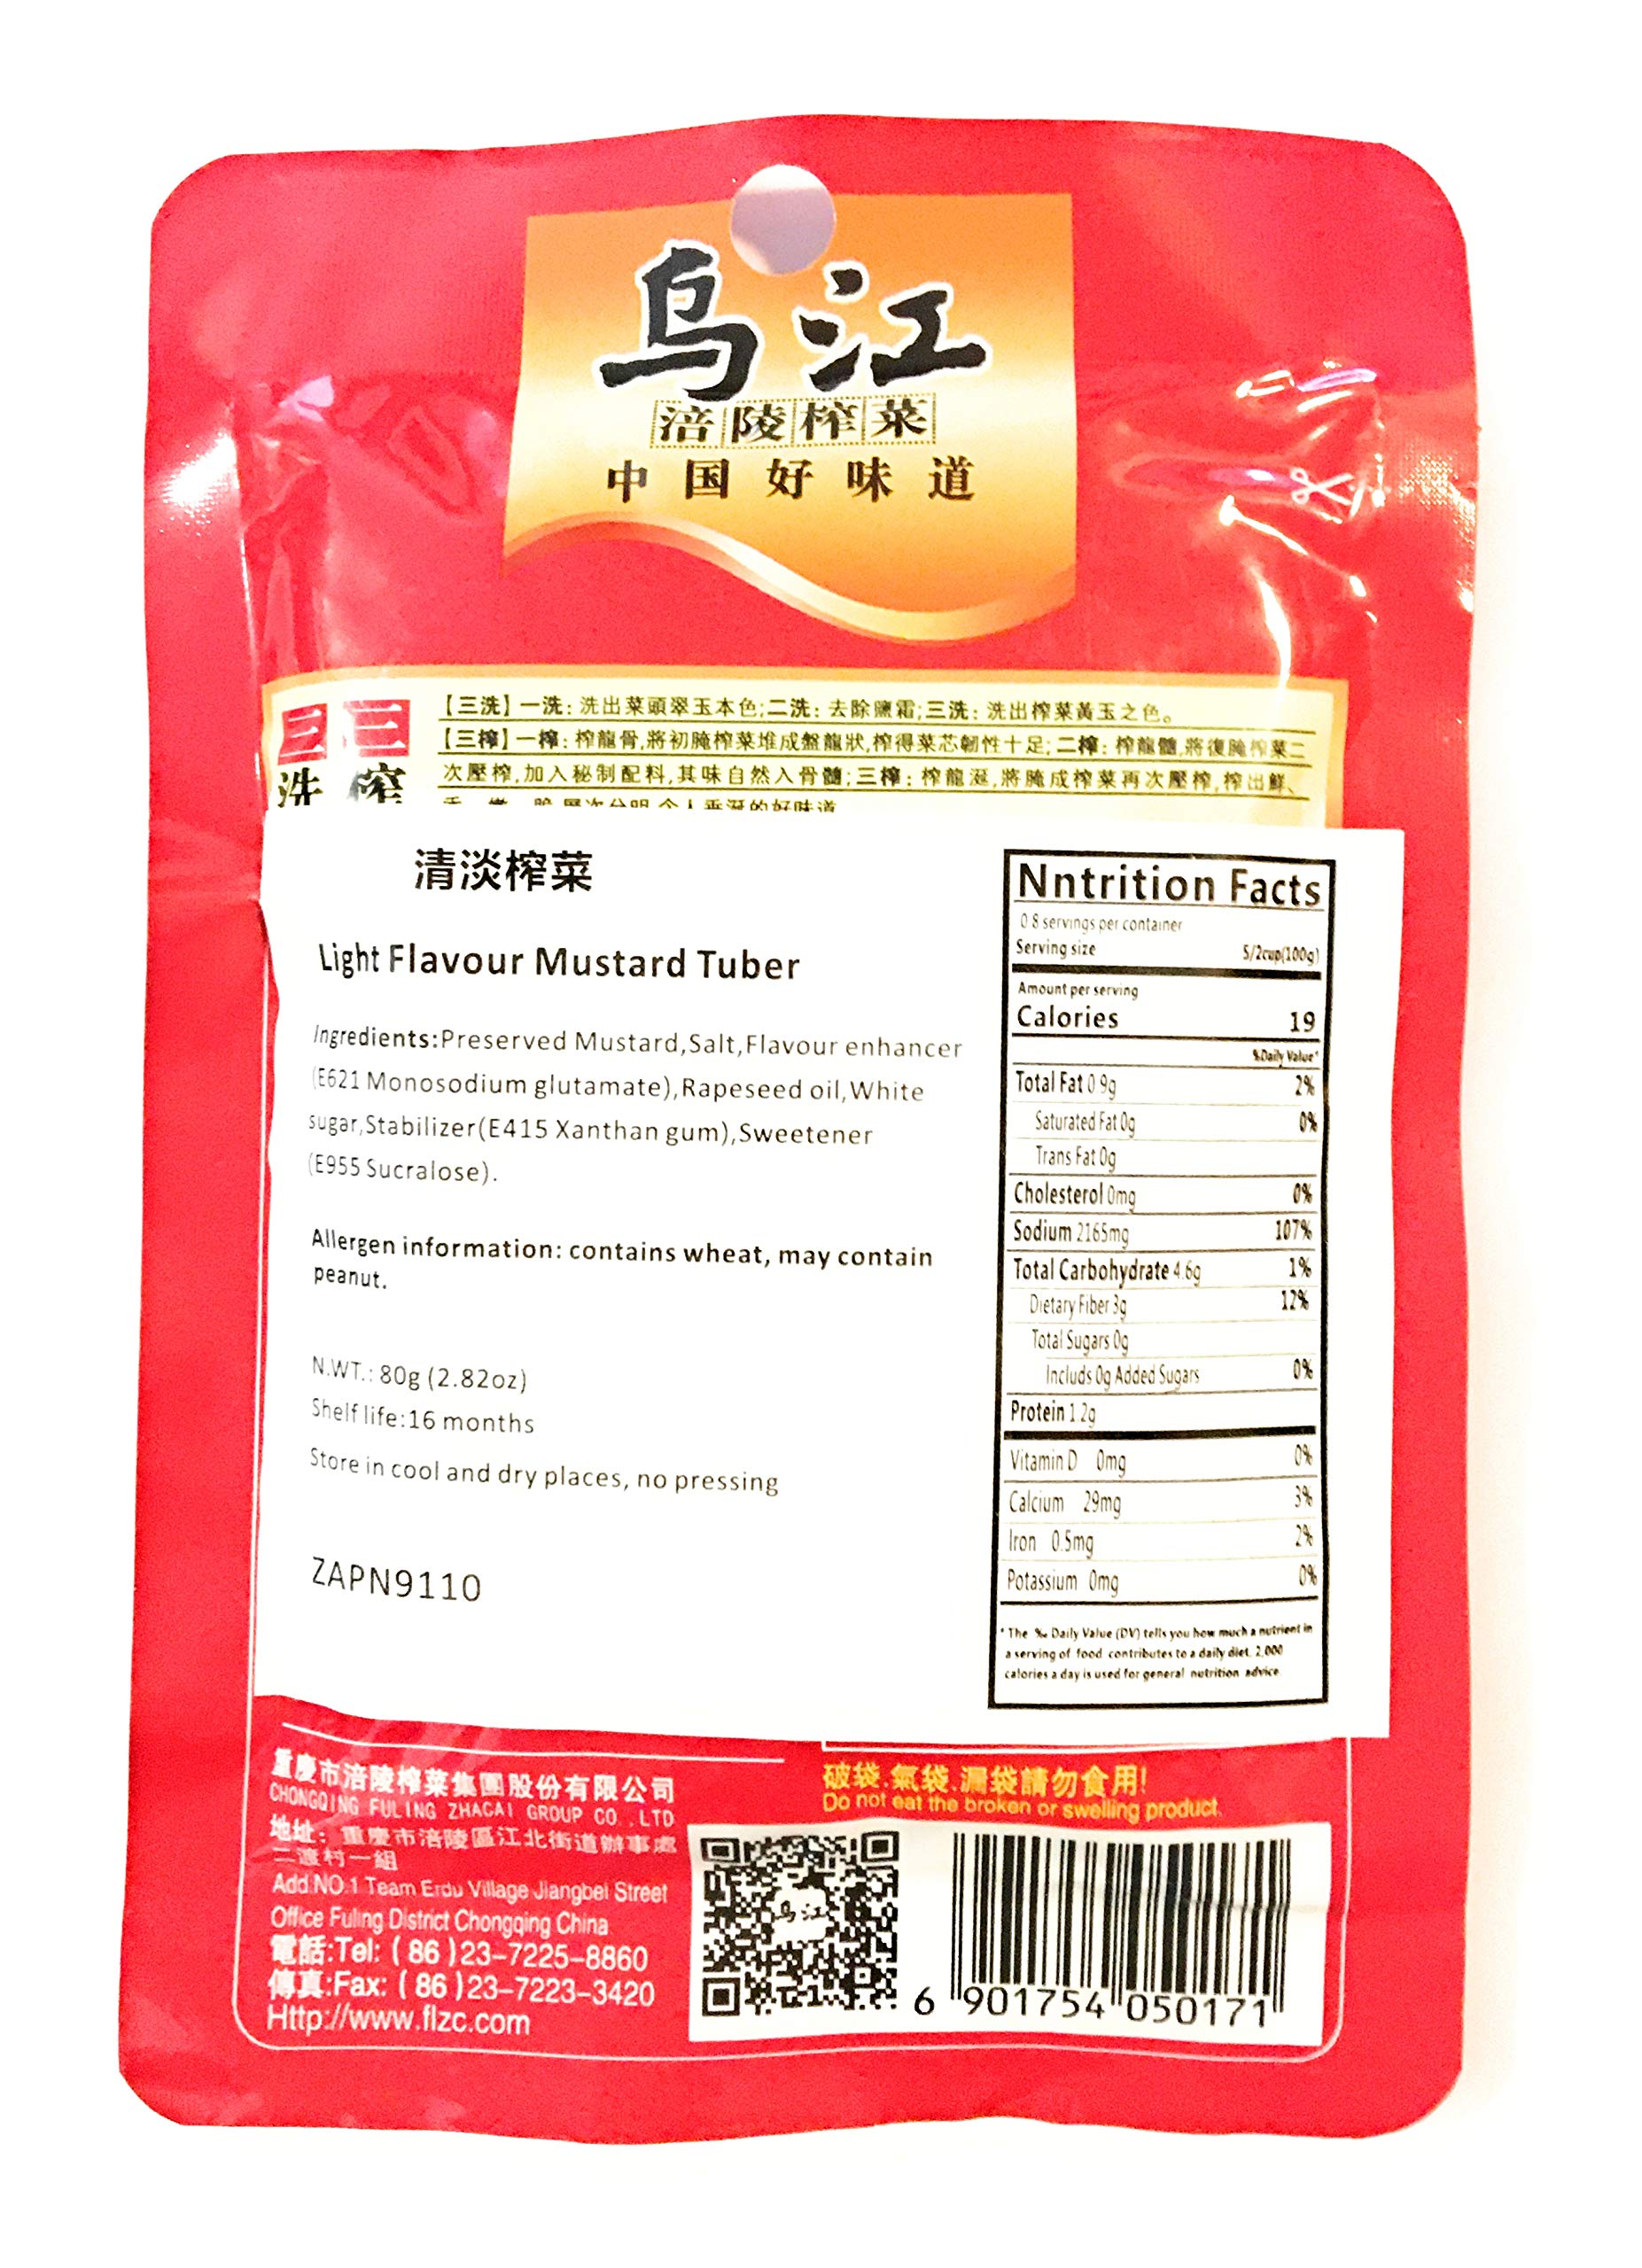 乌江
涪陵榨菜
中国好味道
三洗 三榨
【三洗】一洗:洗出菜頭翠玉本色;二洗:去除鹽霜;三洗:洗出榨菜黃玉之色。
【三榨】一榨:榨龍骨,將初腌榨菜堆成盤龍狀,榨得菜芯韌性十足;二榨:榨龍髓,將復腌榨菜二
次壓榨,加入秘制配料,其味自然入骨髓;三榨:榨龍涎,將腌成榨菜再次壓榨,榨出鮮、
清淡榨菜
Light Flavour Mustard Tuber
Ingredients:Preserved Mustard,Salt,Flavour enhancer
(E621 Monosodium glutamate),Rapeseed oil,White
sugar,Stabilizer(E415 Xanthan gum),Sweetener
(E955 Sucralose).
Allergen information: contains wheat, may contain
peanut.
N.WT.: 80g (2.82oz)
Shelf life:16 months
Store in cool and dry places, no pressing
ZAPN9110
Nntrition Facts
0.8 servings per container
Serving size 5/2cup(100g)
Amount per serving
Calories 19
%Daily Value*
Total Fat 0.9g 2%
Saturated Fat 0g 0%
Trans Fat 0g
Cholesterol 0mg 0%
Sodium 2165mg 107%
Total Carbohydrate 4.6g 1%
Dietary Fiber 3g 12%
Total Sugars 0g
Includs 0g Added Sugars 0%
Protein 1.2g
Vitamin D 0mg 0%
Calcium 29mg 3%
Iron 0.5mg 2%
Potassium 0mg 0%
* The ‰ Daily Value (DV) tells you how much a nutrient in
a serving of food contributes to a daily diet. 2,000
calories a day is used for general nutrition advice
重慶市涪陵榨菜集團股份有限公司
CHONGQING FULING ZHACAI GROUP CO.,LTD
地址:重慶市涪陵區江北街道辦事處
二渡村一組
Add:NO.1 Team Erdu Village Jiangbei Street
Office Fuling District Chongqing China
電話:Tel: ( 86 )23-7225-8860
傳真:Fax: ( 86 )23-7223-3420
Http://www.flzc.com
破袋.氣袋.漏袋請勿食用!
Do not eat the broken or swelling product.
乌江
6 901754 050171